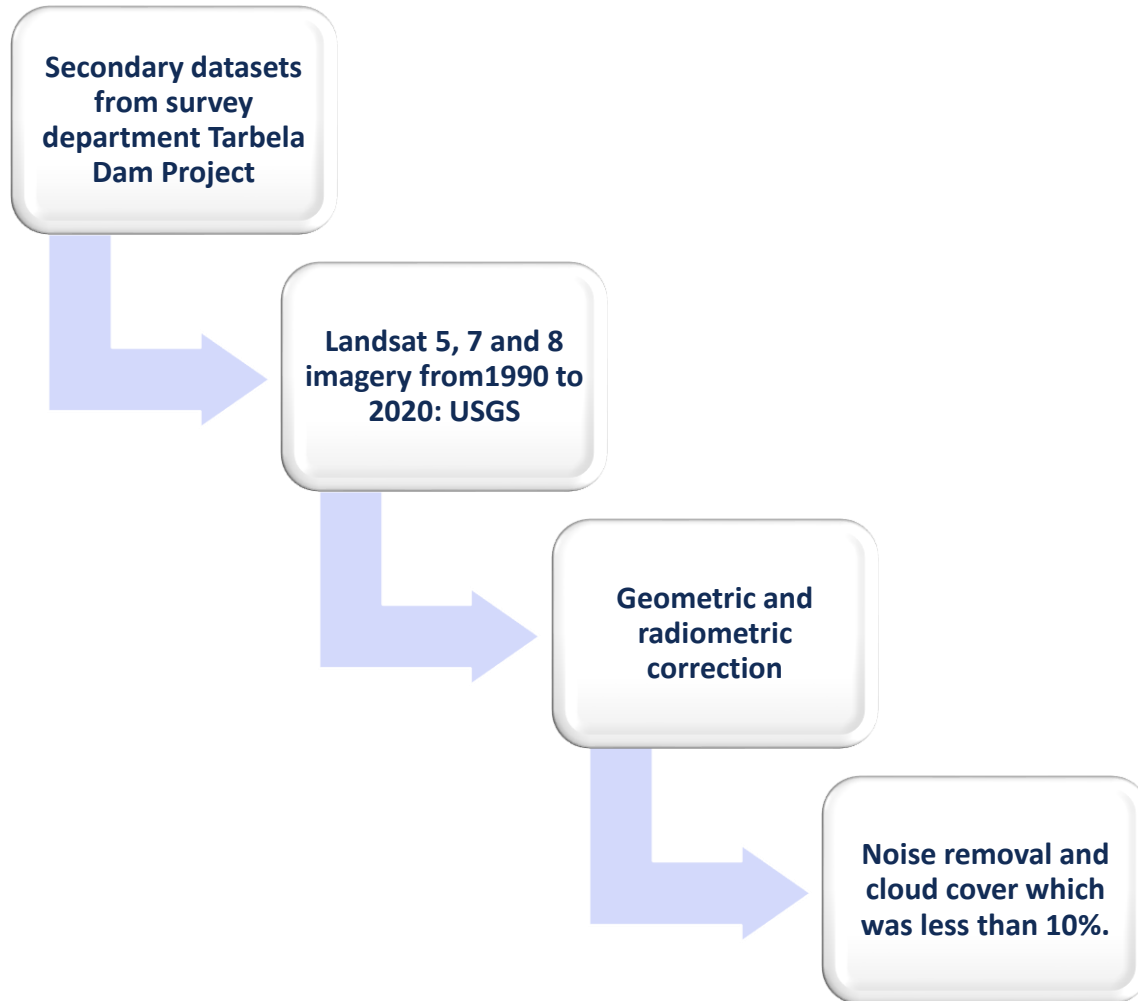 Secondary datasets
from survey
department Tarbela
Dam Project
Landsat 5, 7 and 8
imagery from1990 to
2020: USGS
Geometric and
radiometric
correction
Noise removal and
cloud cover which
was less than 10%.